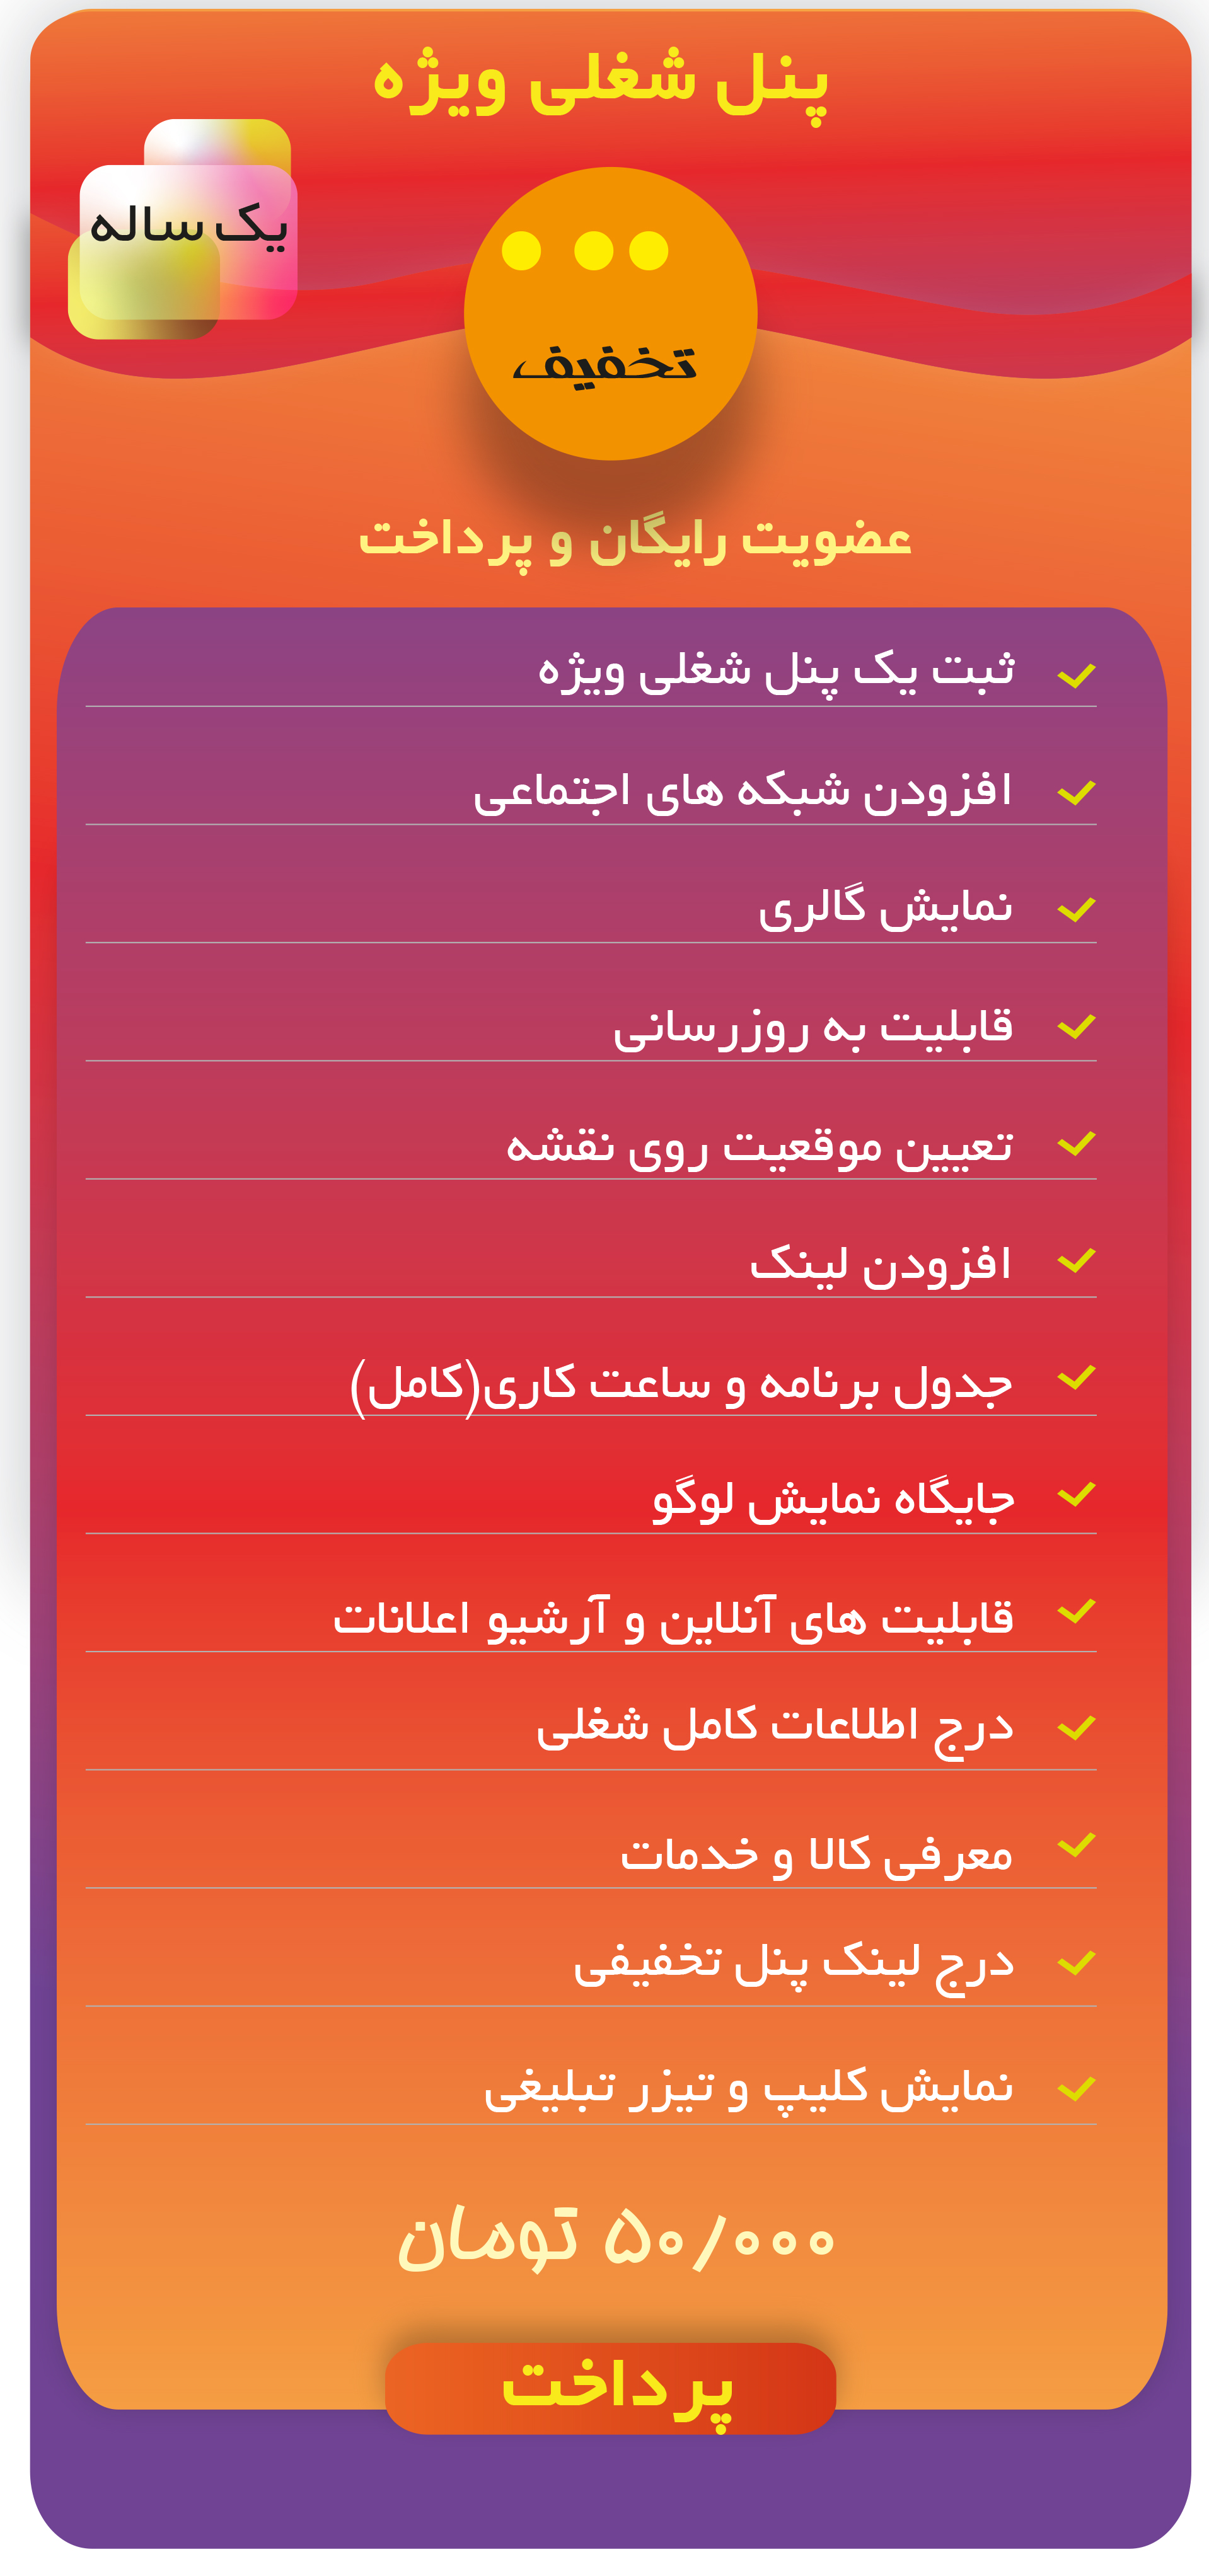 پنل شغلی ویژه
یک ساله
تخفیف
عضویت رایگان و پرداخت
ثبت یک پنل شغلی ویژه
افزودن شبکه های اجتماعی
نمایش گالری
قابلیت به روزرسانی
تعیین موقعیت روی نقشه
افزودن لینک
جدول برنامه و ساعت کاری(کامل)
جایگاه نمایش لوگو
قابلیت های آنلاین و آرشیو اعلانات
درج اطلاعات کامل شغلی
معرفی کالا و خدمات
درج لینک پنل تخفیفی
نمایش کلیپ و تیزر تبلیغی
۵۰/۰۰۰ تومان
پرداخت